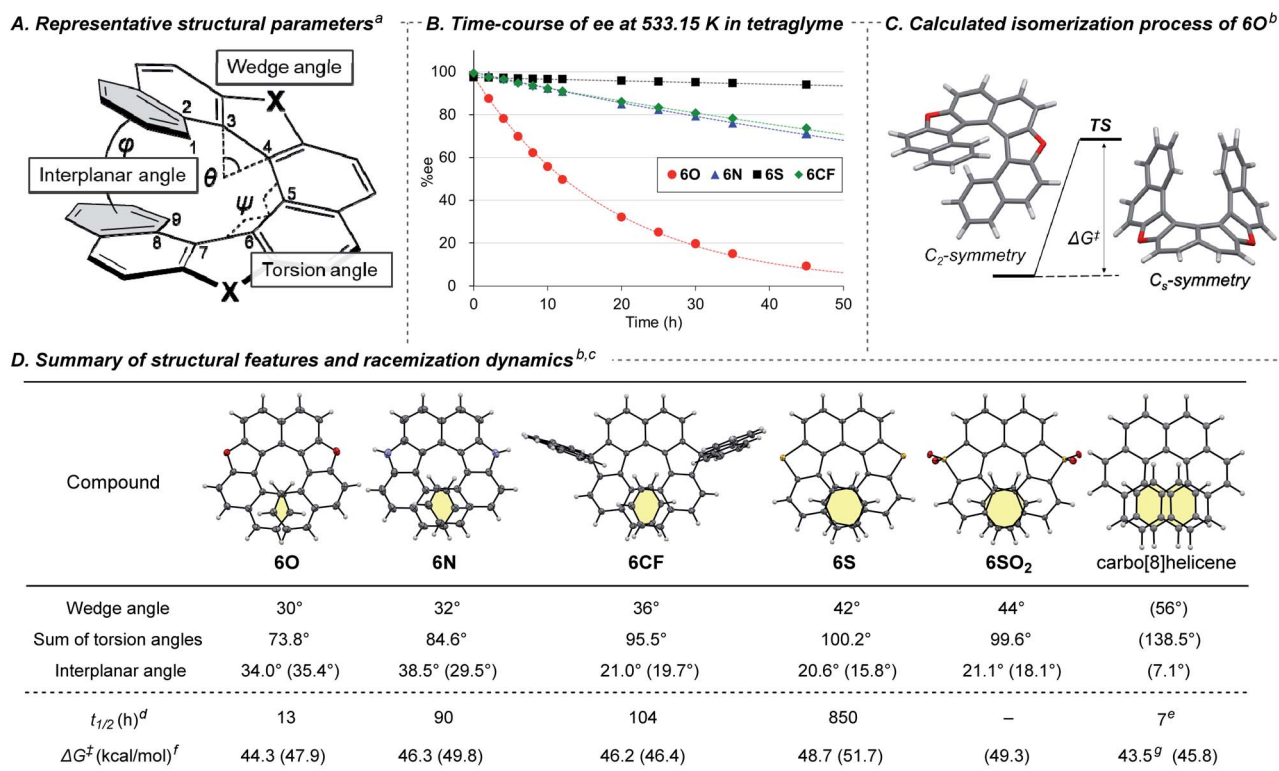 A. Representative structural parameters^a
B. Time-course of ee at 533.15 K in tetraglyme
C. Calculated isomerization process of 6O^b
Wedge angle
X
2
3
1
φ
Interplanar angle
θ
4
5
ψ
9
8
7
6
Torsion angle
X
%ee
100
80
60
40
20
0
6O 6N 6S 6CF
0 10 20 30 40 50
Time (h)
TS
ΔG‡
C2-symmetry
Cs-symmetry
D. Summary of structural features and racemization dynamics^b,c
Compound
6O 6N 6CF 6S 6SO2 carbo[8]helicene
Wedge angle 30° 32° 36° 42° 44° (56°)
Sum of torsion angles 73.8° 84.6° 95.5° 100.2° 99.6° (138.5°)
Interplanar angle 34.0° (35.4°) 38.5° (29.5°) 21.0° (19.7°) 20.6° (15.8°) 21.1° (18.1°) (7.1°)
t1/2 (h)^d 13 90 104 850 – 7^e
ΔG‡ (kcal/mol)^f 44.3 (47.9) 46.3 (49.8) 46.2 (46.4) 48.7 (51.7) (49.3) 43.5^g (45.8)